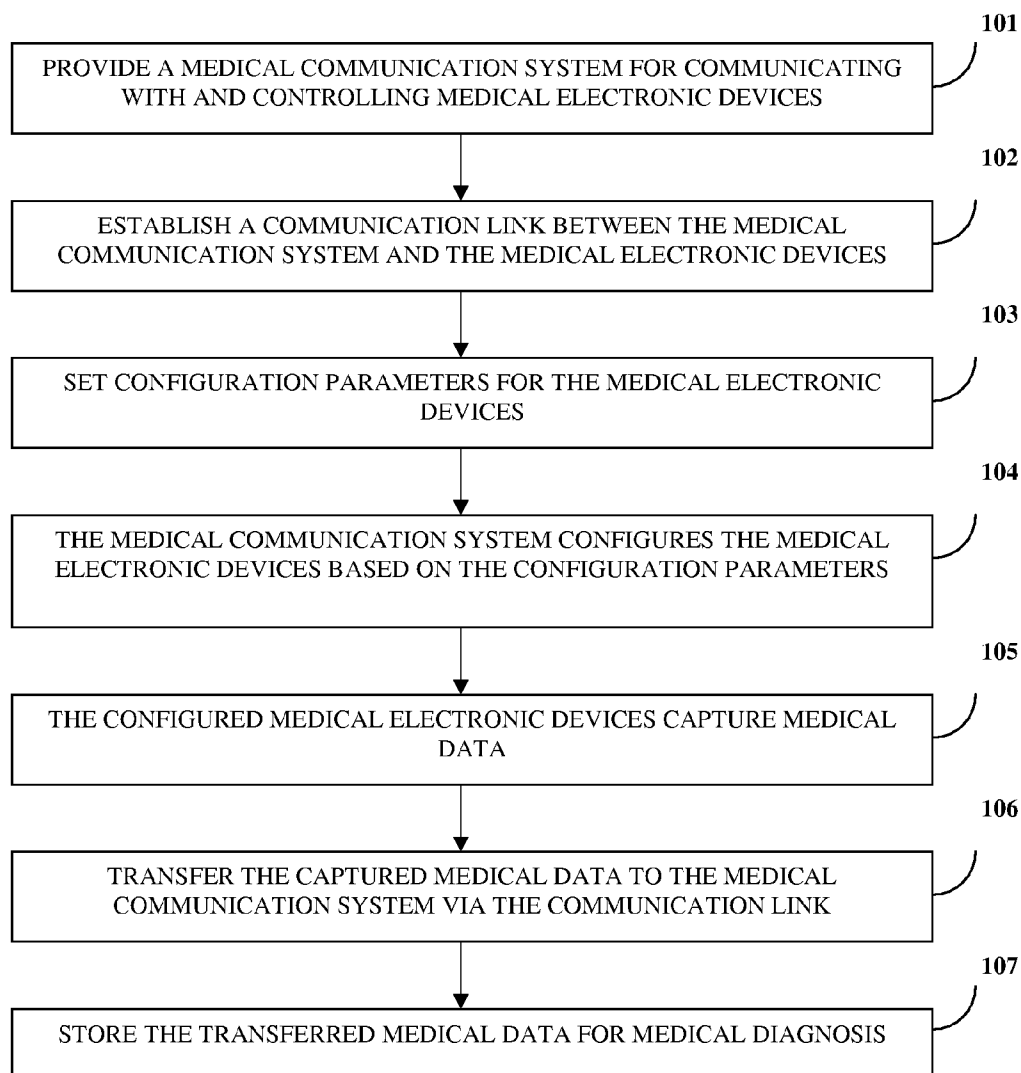 101
PROVIDE A MEDICAL COMMUNICATION SYSTEM FOR COMMUNICATING
WITH AND CONTROLLING MEDICAL ELECTRONIC DEVICES
102
ESTABLISH A COMMUNICATION LINK BETWEEN THE MEDICAL
COMMUNICATION SYSTEM AND THE MEDICAL ELECTRONIC DEVICES
103
SET CONFIGURATION PARAMETERS FOR THE MEDICAL ELECTRONIC
DEVICES
104
THE MEDICAL COMMUNICATION SYSTEM CONFIGURES THE MEDICAL
ELECTRONIC DEVICES BASED ON THE CONFIGURATION PARAMETERS
105
THE CONFIGURED MEDICAL ELECTRONIC DEVICES CAPTURE MEDICAL
DATA
106
TRANSFER THE CAPTURED MEDICAL DATA TO THE MEDICAL
COMMUNICATION SYSTEM VIA THE COMMUNICATION LINK
107
STORE THE TRANSFERRED MEDICAL DATA FOR MEDICAL DIAGNOSIS